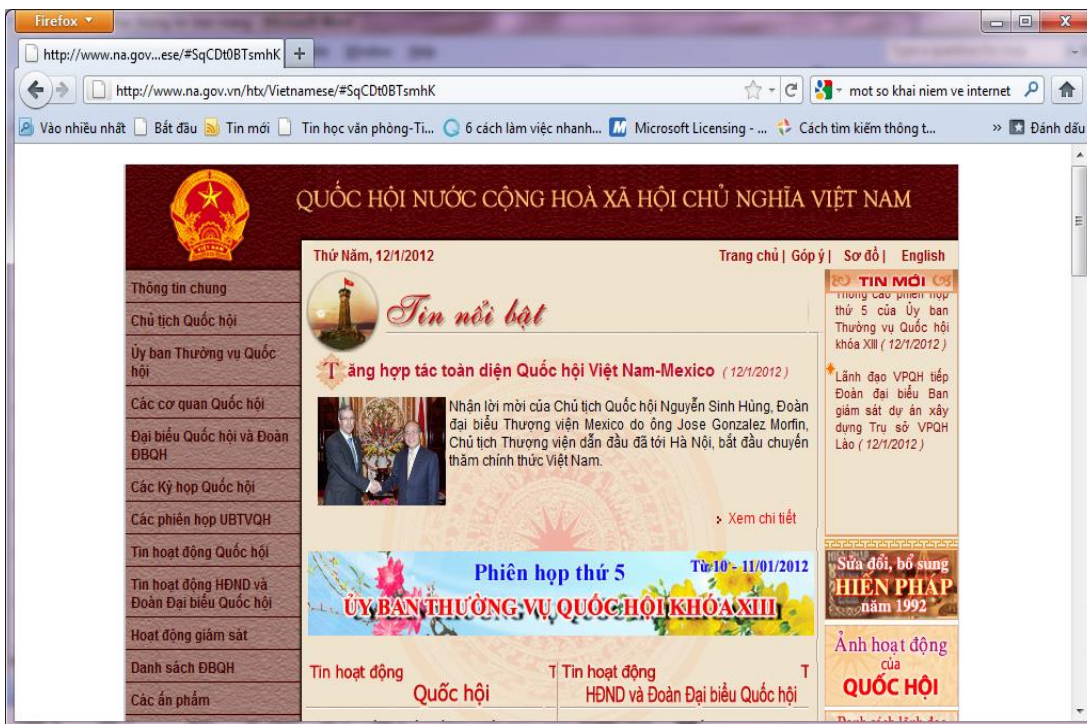 Firefox
http://www.na.gov...ese/#SqCDt0BTsmhK
http://www.na.gov.vn/htx/Vietnamese/#SqCDt0BTsmhK
mot so khai niem ve internet
Vào nhiều nhất
Bắt đầu
Tin mới
Tin học văn phòng-Ti...
6 cách làm việc nhanh...
Microsoft Licensing - ...
Cách tìm kiếm thông t...
»
Đánh dấu
QUỐC HỘI NƯỚC CỘNG HOÀ XÃ HỘI CHỦ NGHĨA VIỆT NAM
Thứ Năm, 12/1/2012
Trang chủ | Góp ý | Sơ đồ | English
Thông tin chung
Chủ tịch Quốc hội
Ủy ban Thường vụ Quốc
hội
Các cơ quan Quốc hội
Đại biểu Quốc hội và Đoàn
ĐBQH
Các Kỳ họp Quốc hội
Các phiên họp UBTVQH
Tin hoạt động Quốc hội
Tin hoạt động HĐND và
Đoàn Đại biểu Quốc hội
Hoạt động giám sát
Danh sách ĐBQH
Các ấn phẩm
Tin nổi bật
Tăng hợp tác toàn diện Quốc hội Việt Nam-Mexico ( 12/1/2012 )
Nhận lời mời của Chủ tịch Quốc hội Nguyễn Sinh Hùng, Đoàn
đại biểu Thượng viện Mexico do ông Jose Gonzalez Morfin,
Chủ tịch Thượng viện dẫn đầu đã tới Hà Nội, bắt đầu chuyến
thăm chính thức Việt Nam.
Xem chi tiết
Phiên họp thứ 5
Từ 10 - 11/01/2012
ỦY BAN THƯỜNG VỤ QUỐC HỘI KHÓA XIII
Tin hoạt động
Quốc hội
T
Tin hoạt động
HĐND và Đoàn Đại biểu Quốc hội
T
TIN MỚI
Thông cáo phiên họp
thứ 5 của Ủy ban
Thường vụ Quốc hội
khóa XIII ( 12/1/2012 )
Lãnh đạo VPQH tiếp
Đoàn đại biểu Ban
giám sát dự án xây
dựng Trụ sở VPQH
Lào ( 12/1/2012 )
Sửa đổi, bổ sung
HIẾN PHÁP
năm 1992
Ảnh hoạt động
của
QUỐC HỘI